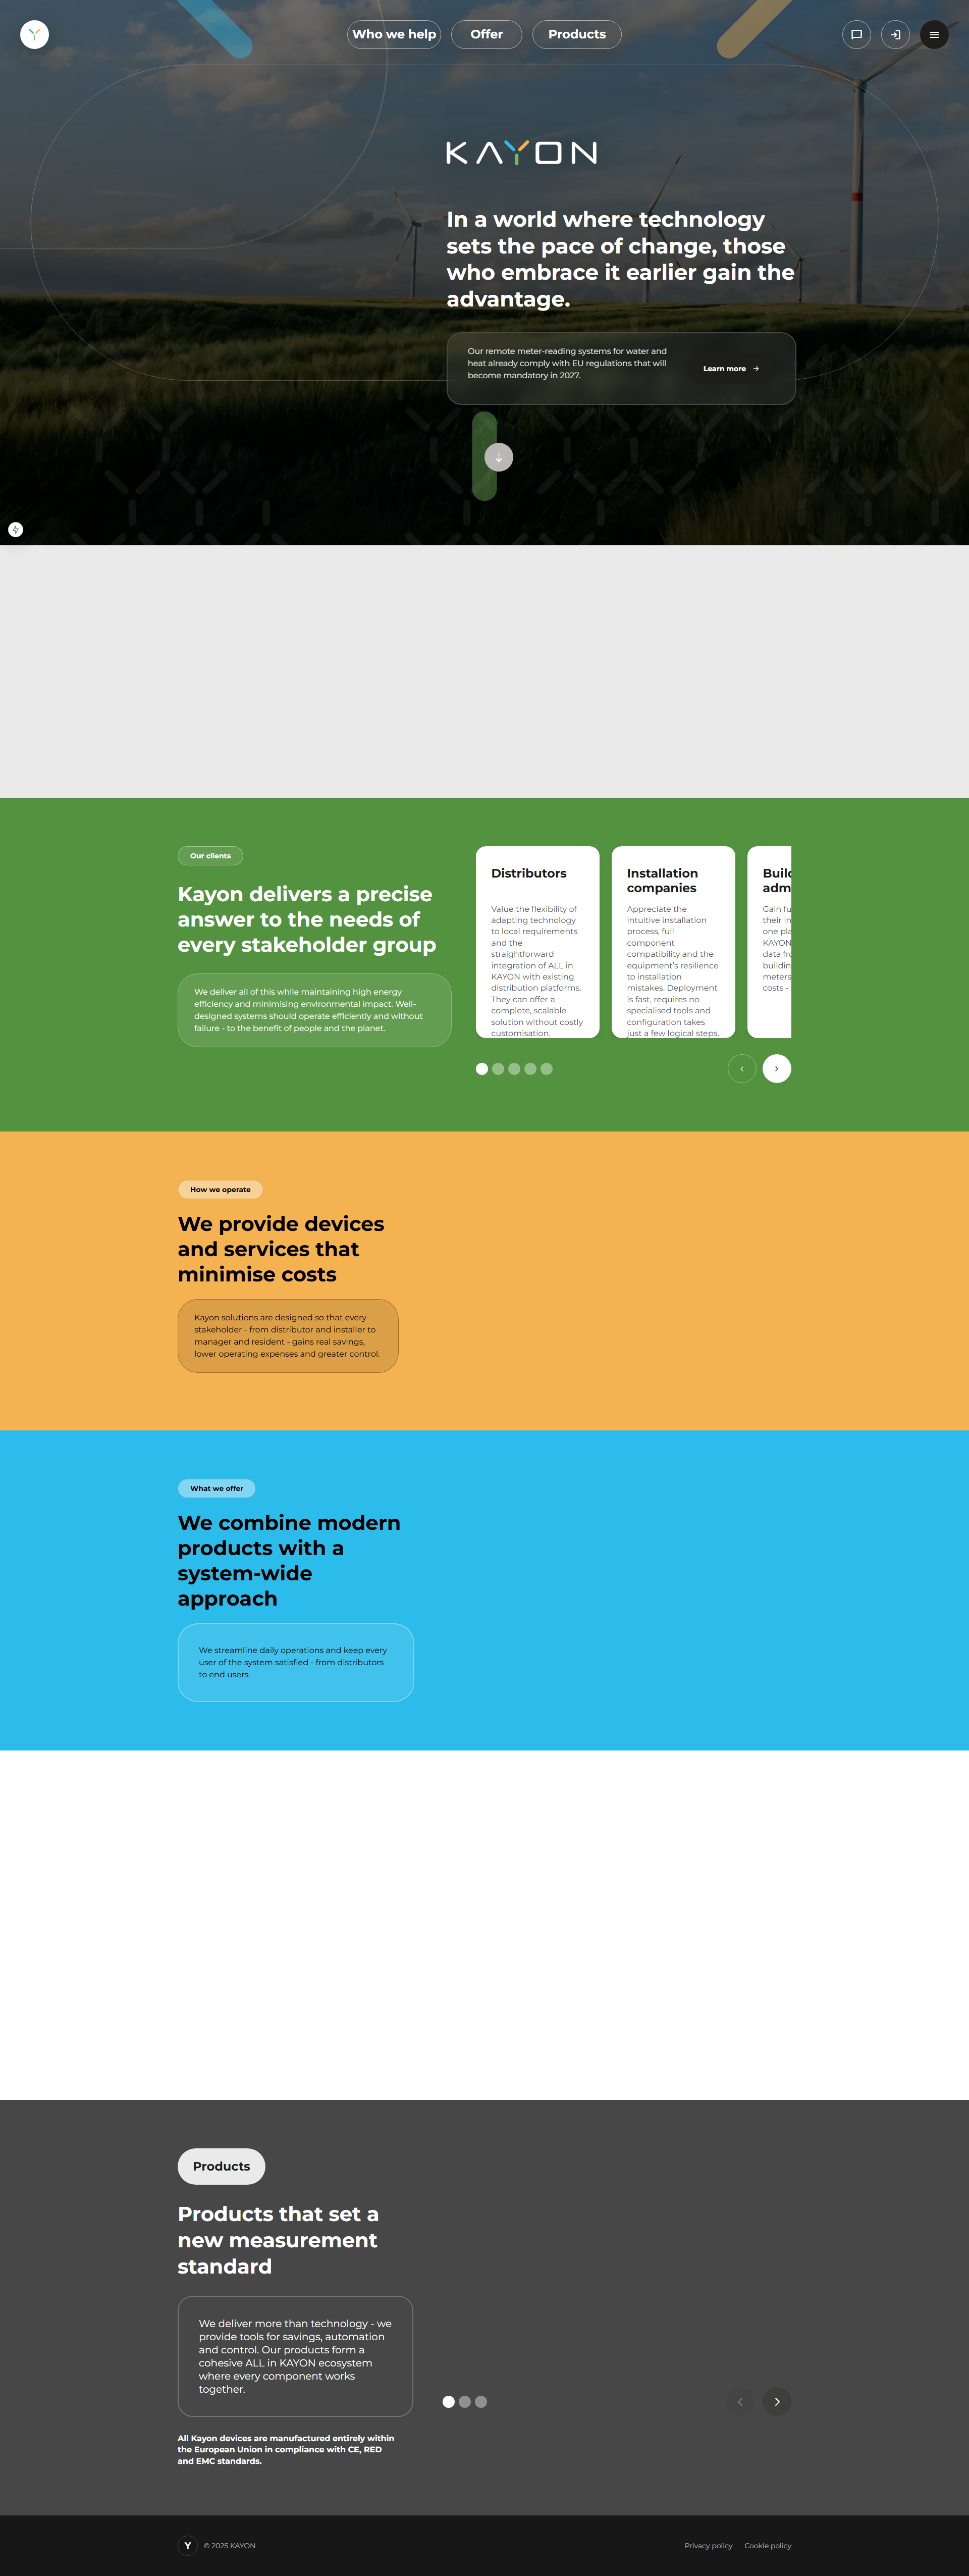 Who we help
Offer
Products
KAYON
In a world where technology
sets the pace of change, those
who embrace it earlier gain the
advantage.
Our remote meter-reading systems for water and
heat already comply with EU regulations that will
become mandatory in 2027.
Learn more
Our clients
Kayon delivers a precise
answer to the needs of
every stakeholder group
We deliver all of this while maintaining high energy
efficiency and minimising environmental impact. Well-
designed systems should operate efficiently and without
failure - to the benefit of people and the planet.
Distributors
Value the flexibility of
adapting technology
to local requirements
and the
straightforward
integration of ALL in
KAYON with existing
distribution platforms.
They can offer a
complete, scalable
solution without costly
customisation.
Installation
companies
Appreciate the
intuitive installation
process, full
component
compatibility and the
equipment's resilience
to installation
mistakes. Deployment
is fast, requires no
specialised tools and
configuration takes
just a few logical steps.
Build
adm
Gain fu
their in
one pla
KAYON
data fro
buildin
meters
costs -
How we operate
We provide devices
and services that
minimise costs
Kayon solutions are designed so that every
stakeholder - from distributor and installer to
manager and resident - gains real savings,
lower operating expenses and greater control.
What we offer
We combine modern
products with a
system-wide
approach
We streamline daily operations and keep every
user of the system satisfied - from distributors
to end users.
Products
Products that set a
new measurement
standard
We deliver more than technology - we
provide tools for savings, automation
and control. Our products form a
cohesive ALL in KAYON ecosystem
where every component works
together.
All Kayon devices are manufactured entirely within
the European Union in compliance with CE, RED
and EMC standards.
Y
© 2025 KAYON
Privacy policy
Cookie policy